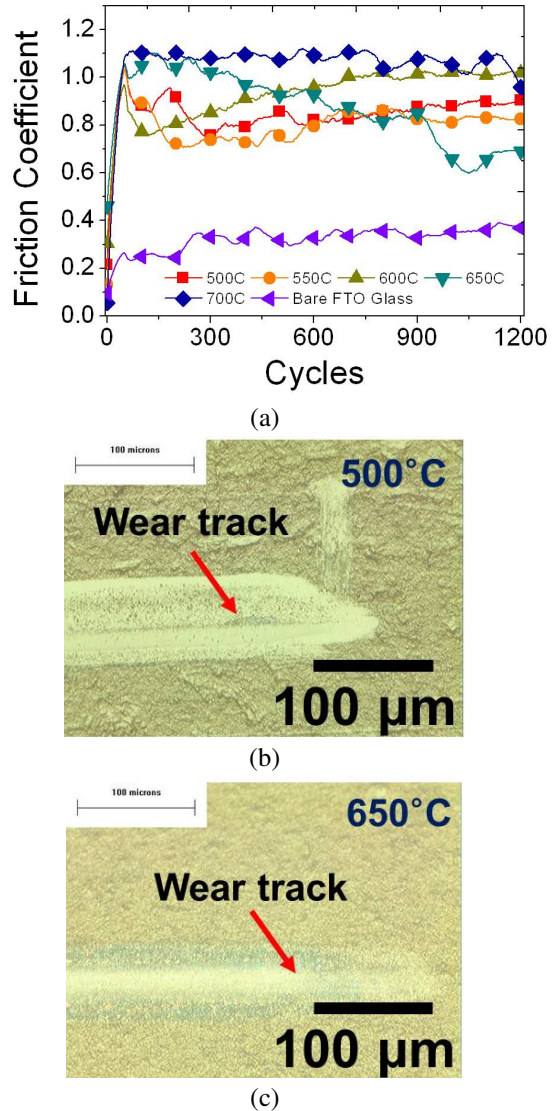 Friction Coefficient
1.2
1.0
0.8
0.6
0.4
0.2
0.0
500C 550C 600C 650C
700C Bare FTO Glass
0 300 600 900 1200
Cycles
(a)
100 microns
500°C
Wear track
100 µm
(b)
100 microns
650°C
Wear track
100 µm
(c)